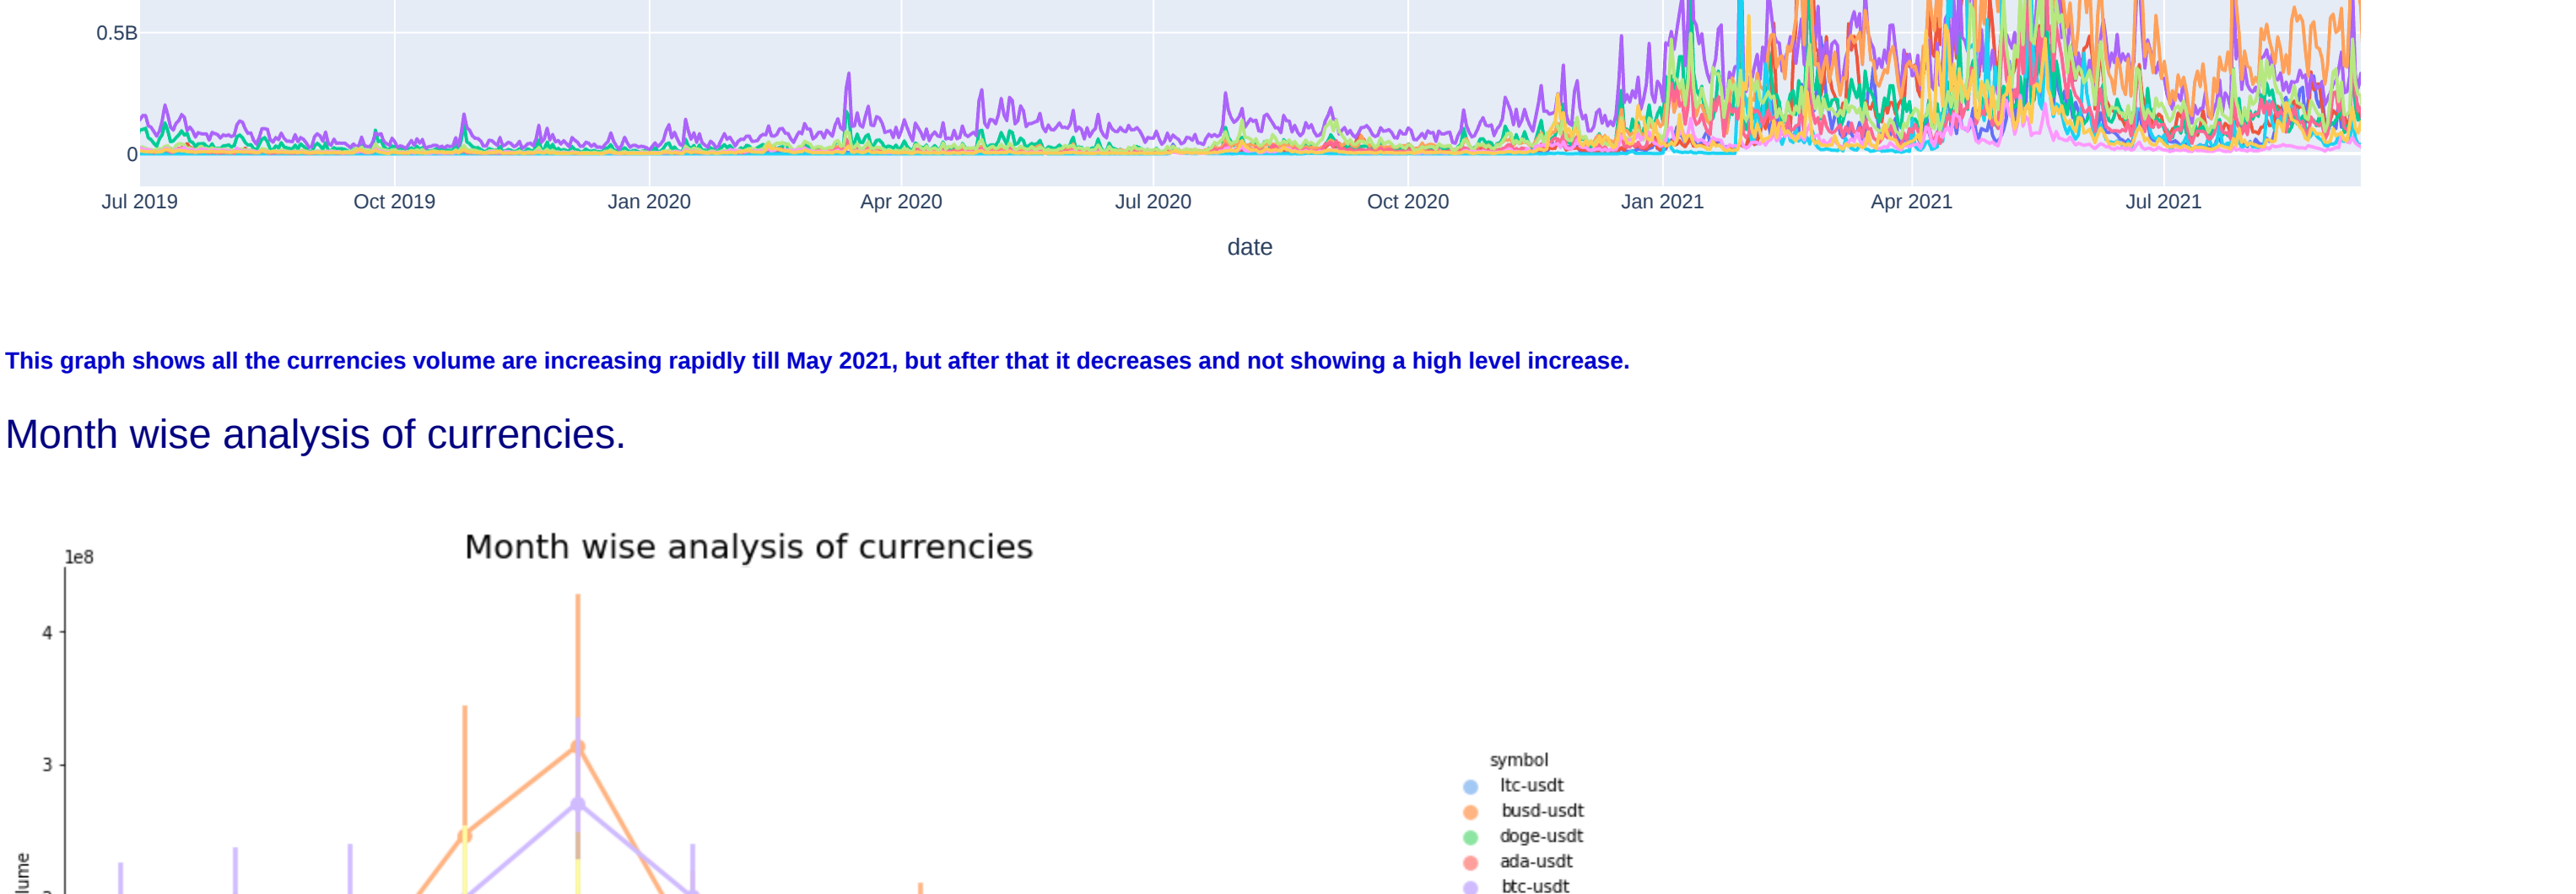 0.5B
0
Jul 2019 Oct 2019 Jan 2020 Apr 2020 Jul 2020 Oct 2020 Jan 2021 Apr 2021 Jul 2021
date
This graph shows all the currencies volume are increasing rapidly till May 2021, but after that it decreases and not showing a high level increase.
Month wise analysis of currencies.
Month wise analysis of currencies
1e8
4
3
symbol
ltc-usdt
busd-usdt
doge-usdt
ada-usdt
btc-usdt